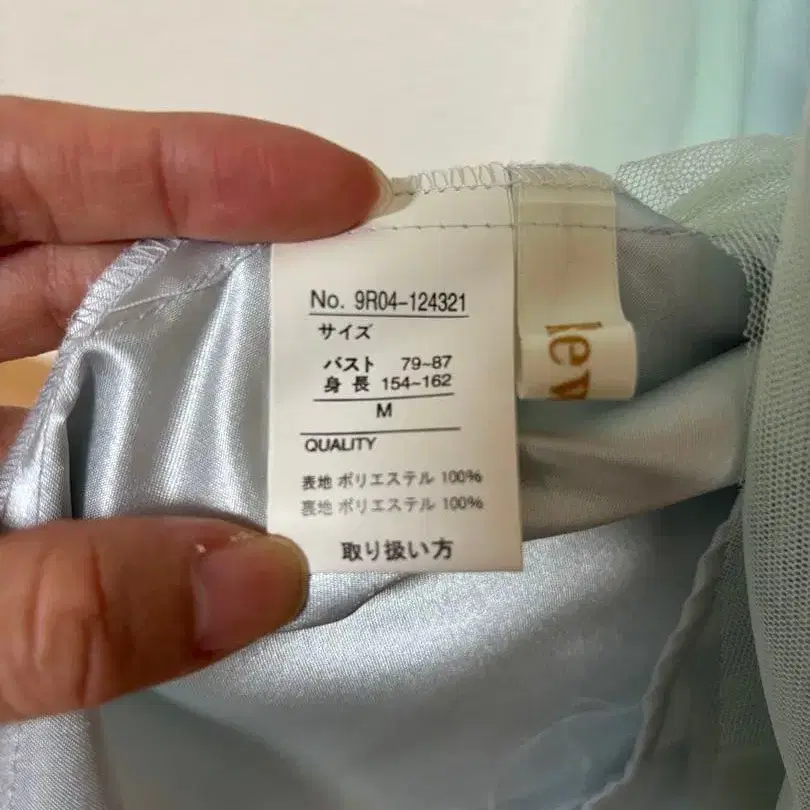 No. 9R04-124321
サイズ
バスト 79~87
身 長 154~162
M
QUALITY
表地 ポリエステル 100%
裏地 ポリエステル 100%
取り扱い方
lev